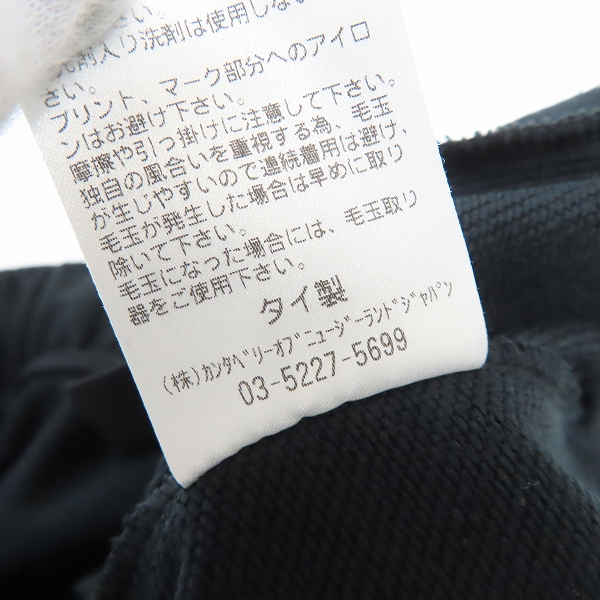 さい。
洗剤入り洗剤は使用しない
さい。
プリント、マーク部分へのアイロ
ンはお避け下さい。
摩擦や引っ掛けに注意して下さい。
独自の風合いを重視する為、毛玉
が生じやすいので連続着用は避け、
毛玉が発生した場合は早めに取り
除いて下さい。
毛玉になった場合には、毛玉取り
器をご使用下さい。
タイ製
(株)カンタベリーオブニュージーランドジャパン
03-5227-5699